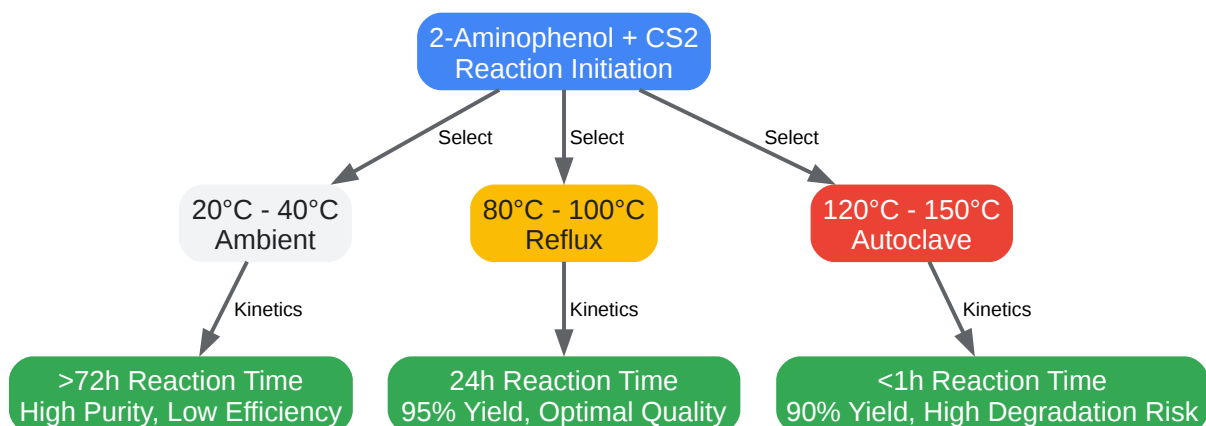 2-Aminophenol + CS2
Reaction Initiation
Select
Select
Select
20°C - 40°C
Ambient
80°C - 100°C
Reflux
120°C - 150°C
Autoclave
Kinetics
Kinetics
Kinetics
>72h Reaction Time
High Purity, Low Efficiency
24h Reaction Time
95% Yield, Optimal Quality
<1h Reaction Time
90% Yield, High Degradation Risk